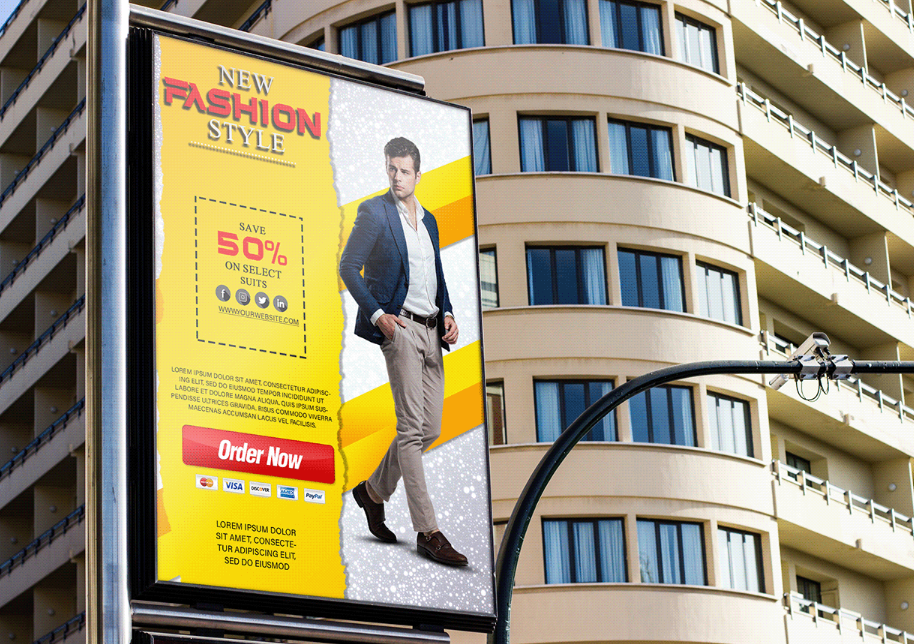 NEW
FASHION
STYLE
SAVE
50%
ON SELECT
SUITS
WWW.YOURWEBSITE.COM
LOREM IPSUM DOLOR SIT AMET, CONSECTETUR ADIPISC-
ING ELIT, SED DO EIUSMOD TEMPOR INCIDIDUNT UT
LABORE ET DOLORE MAGNA ALIQUA. QUIS IPSUM SUS-
PENDISSE ULTRICES GRAVIDA. RISUS COMMODO VIVERRA
MAECENAS ACCUMSAN LACUS VEL FACILISIS.
Order Now
VISA DISCOVER PayPal
LOREM IPSUM DOLOR
SIT AMET, CONSECTE-
TUR ADIPISCING ELIT,
SED DO EIUSMOD